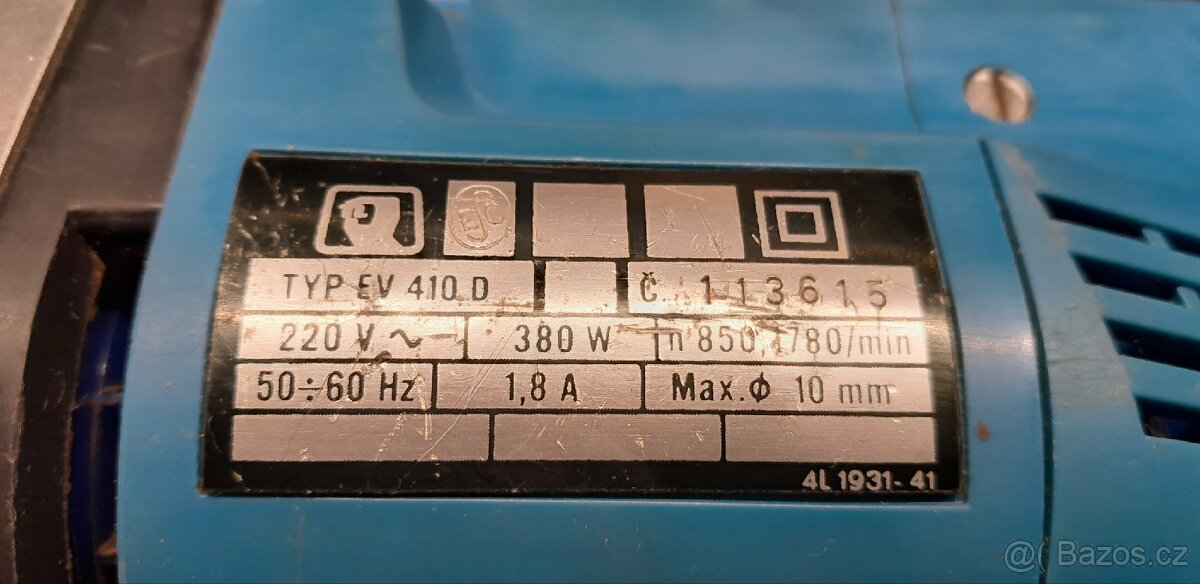 ESC
TYP EV 410 D Č 113615
220 V ~ 380 W n 850, 1780/min
50÷60 Hz 1,8 A Max.ϕ 10 mm
4L 1931-41
@ Bazos.cz